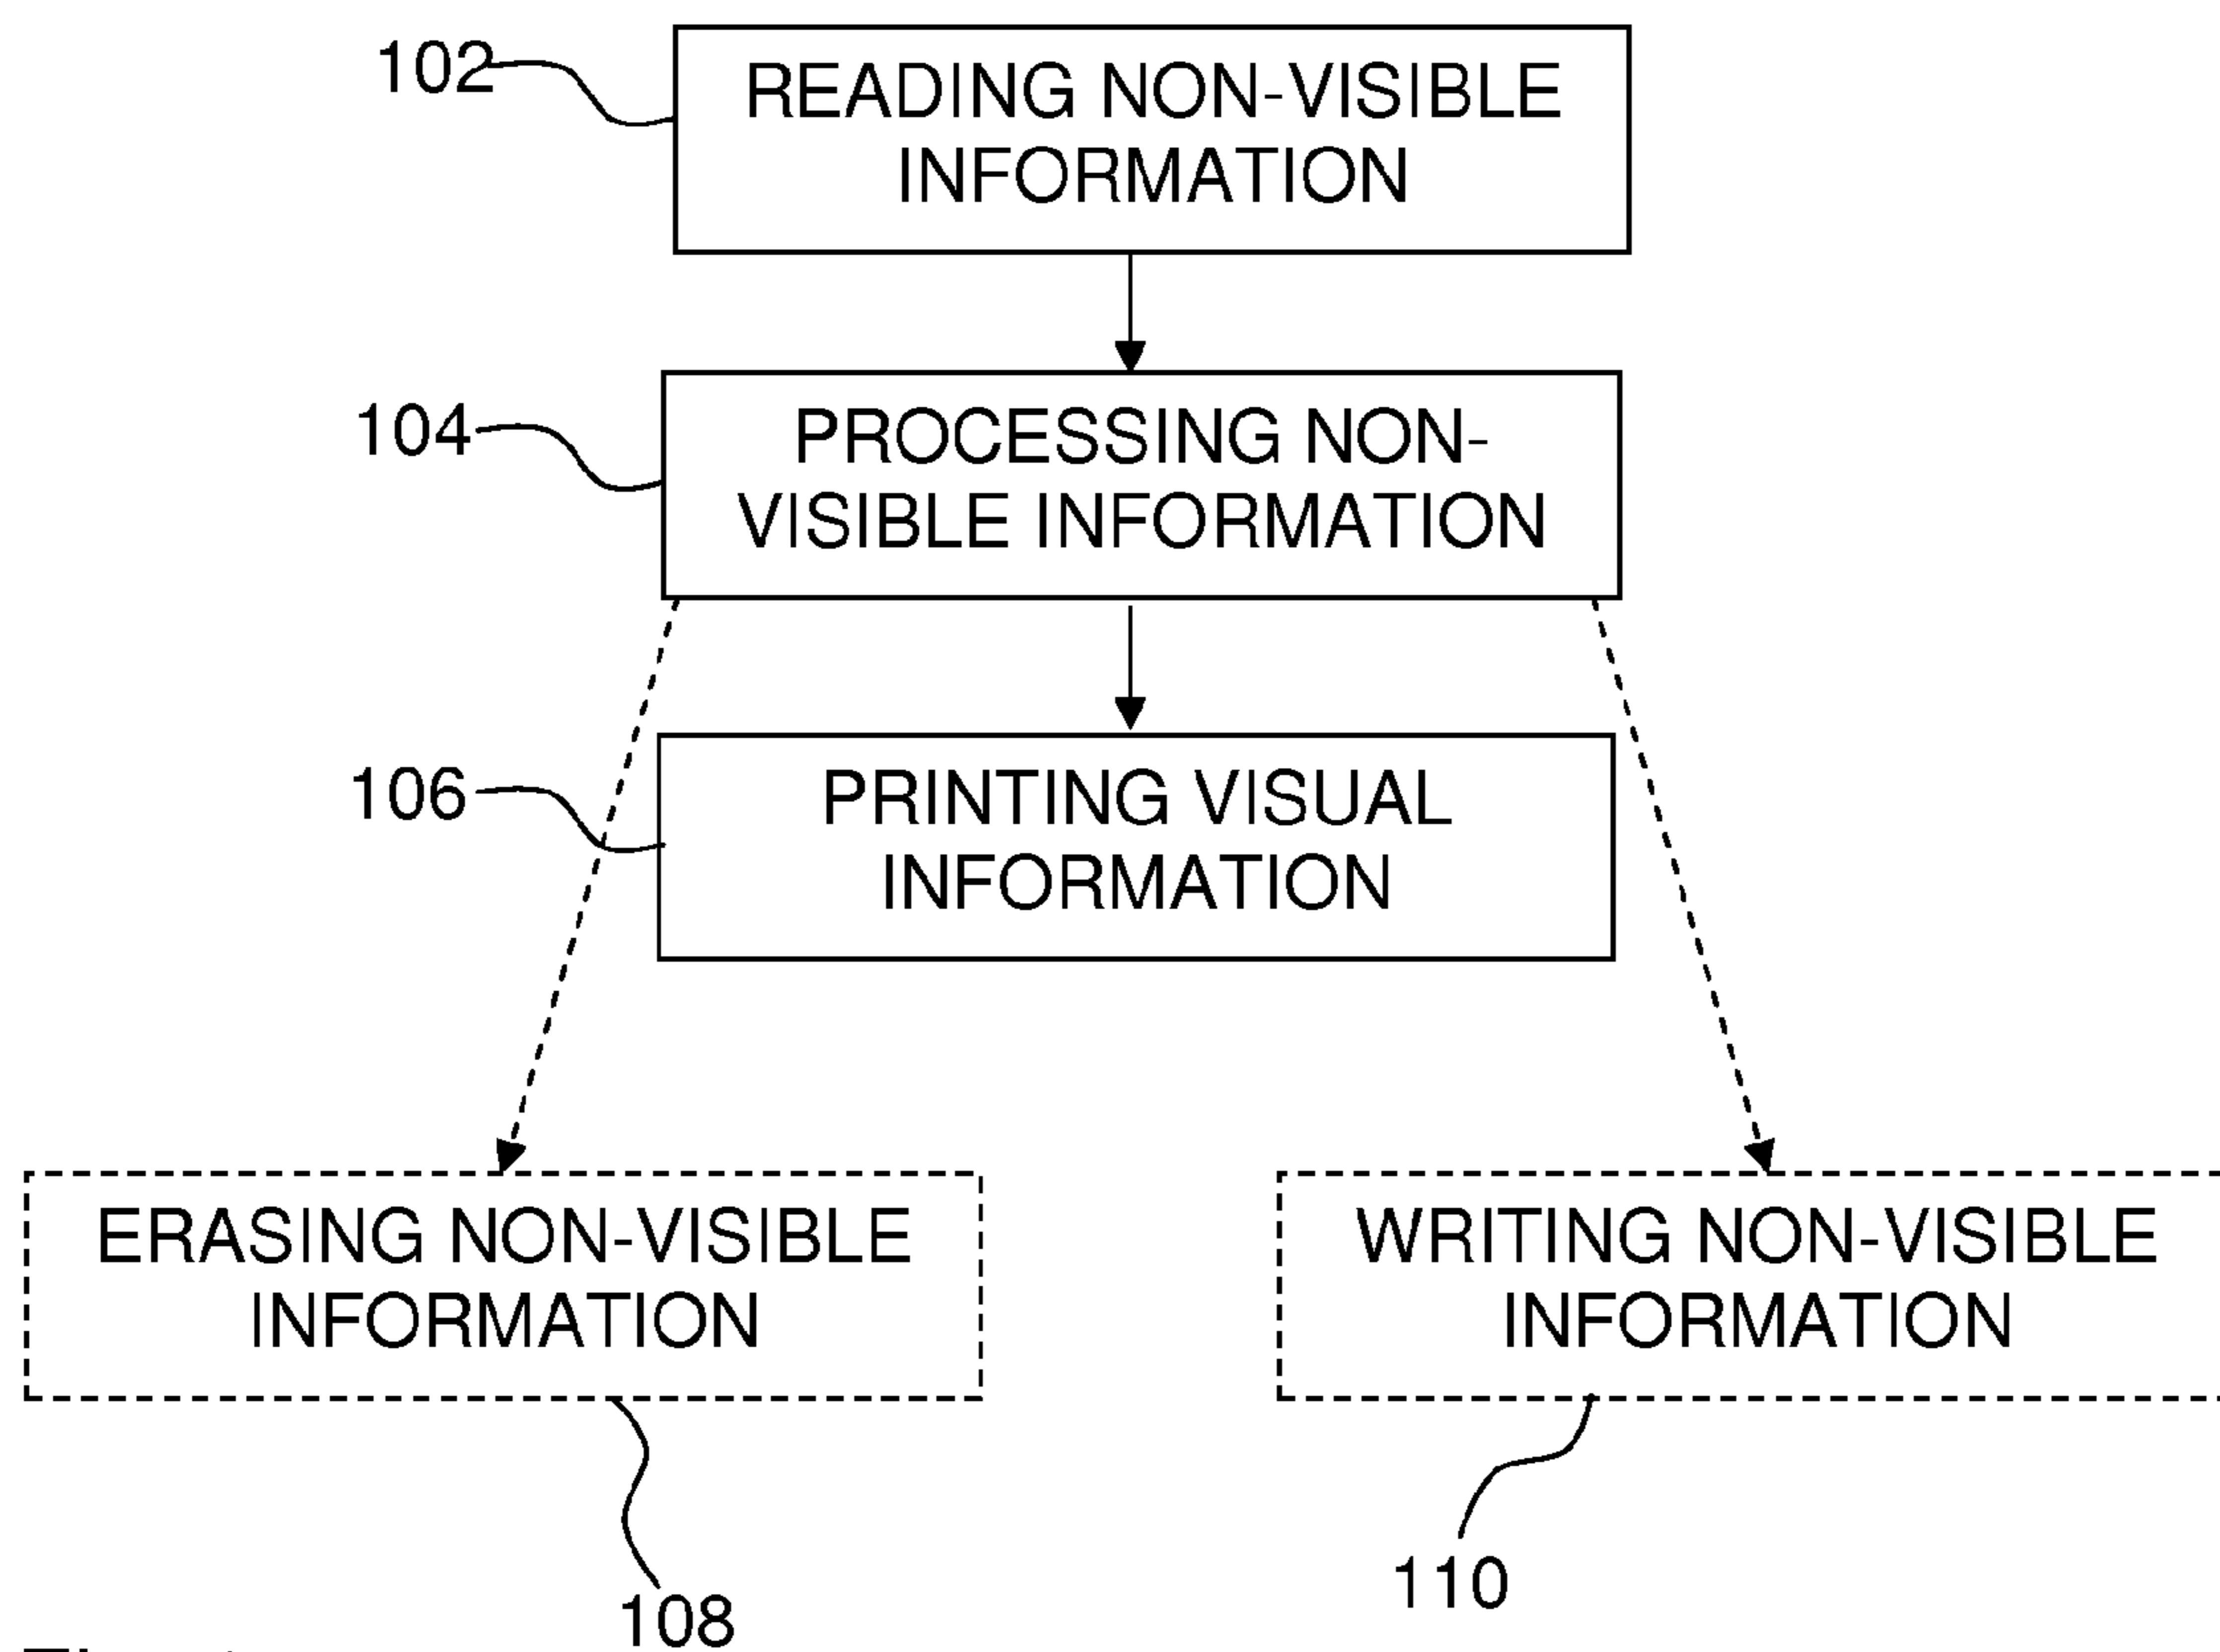 102
READING NON-VISIBLE
INFORMATION
104
PROCESSING NON-
VISIBLE INFORMATION
106
PRINTING VISUAL
INFORMATION
ERASING NON-VISIBLE
INFORMATION
WRITING NON-VISIBLE
INFORMATION
108
110